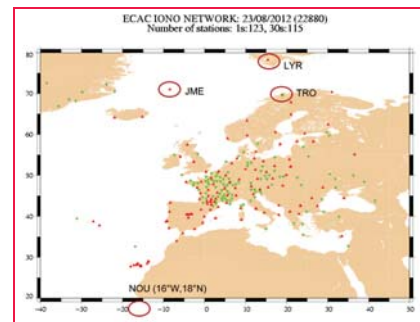 ECAC IONO NETWORK: 23/08/2012 (22880)
Number of stations: 1s:123, 30s:115
80
LYR
JME
TRO
70
60
50
40
30
20
NOU (16°W,18°N)
−40 −30 −20 −10 0 10 20 30 40 50 60